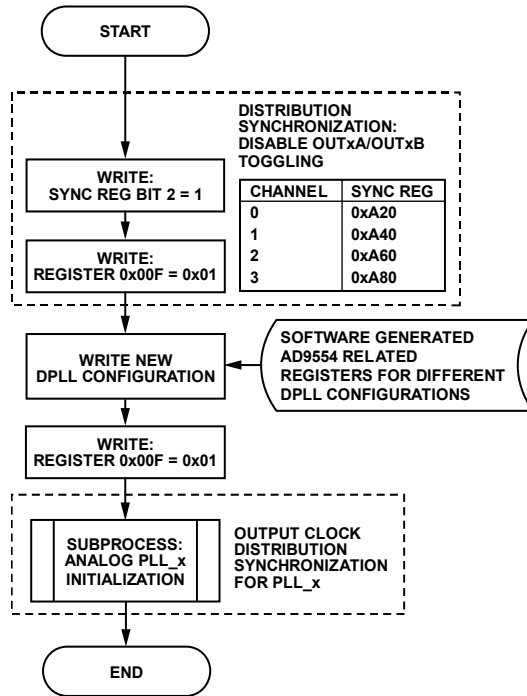 START
DISTRIBUTION
SYNCHRONIZATION:
DISABLE OUTxA/OUTxB
TOGGLING
WRITE:
SYNC REG BIT 2 = 1
CHANNEL SYNC REG
0 0xA20
1 0xA40
2 0xA60
3 0xA80
WRITE:
REGISTER 0x00F = 0x01
WRITE NEW
DPLL CONFIGURATION
SOFTWARE GENERATED
AD9554 RELATED
REGISTERS FOR DIFFERENT
DPLL CONFIGURATIONS
WRITE:
REGISTER 0x00F = 0x01
SUBPROCESS:
ANALOG PLL_x
INITIALIZATION
OUTPUT CLOCK
DISTRIBUTION
SYNCHRONIZATION
FOR PLL_x
END